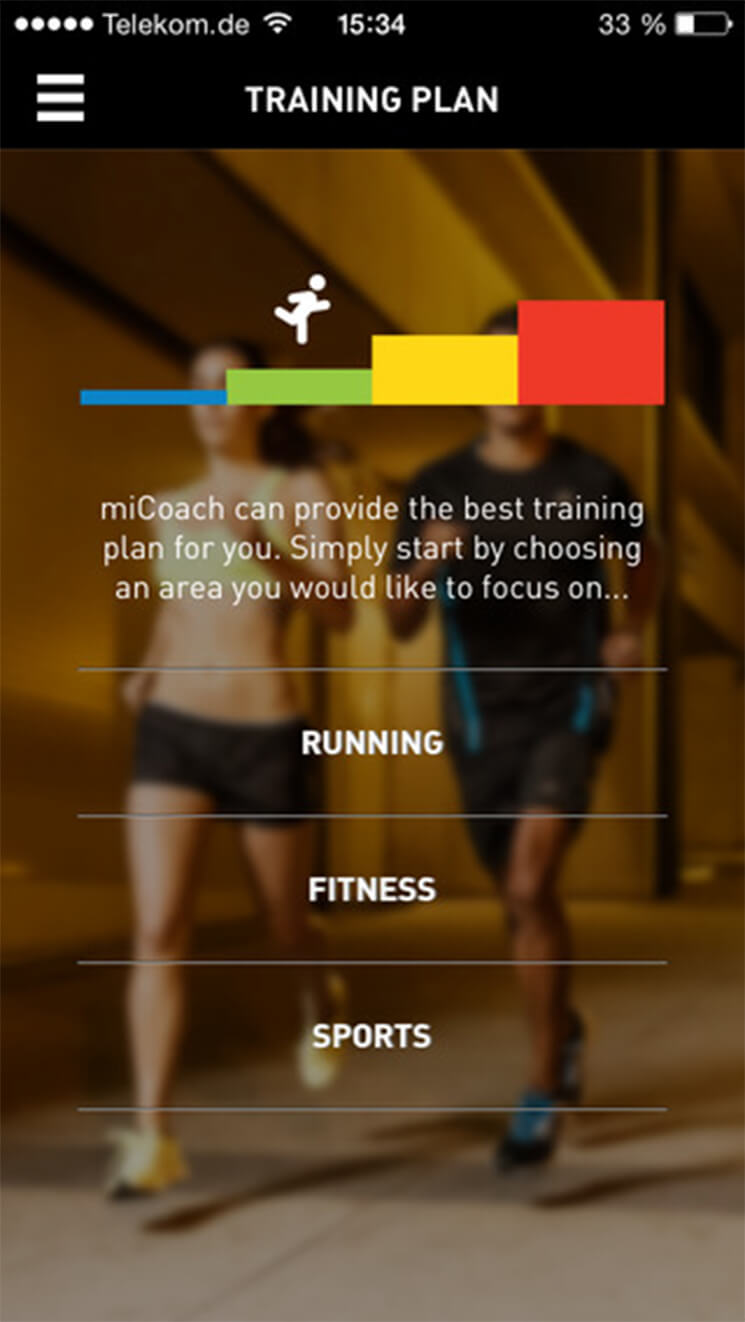 Telekom.de 15:34 33 %
TRAINING PLAN
miCoach can provide the best training
plan for you. Simply start by choosing
an area you would like to focus on...
RUNNING
FITNESS
SPORTS